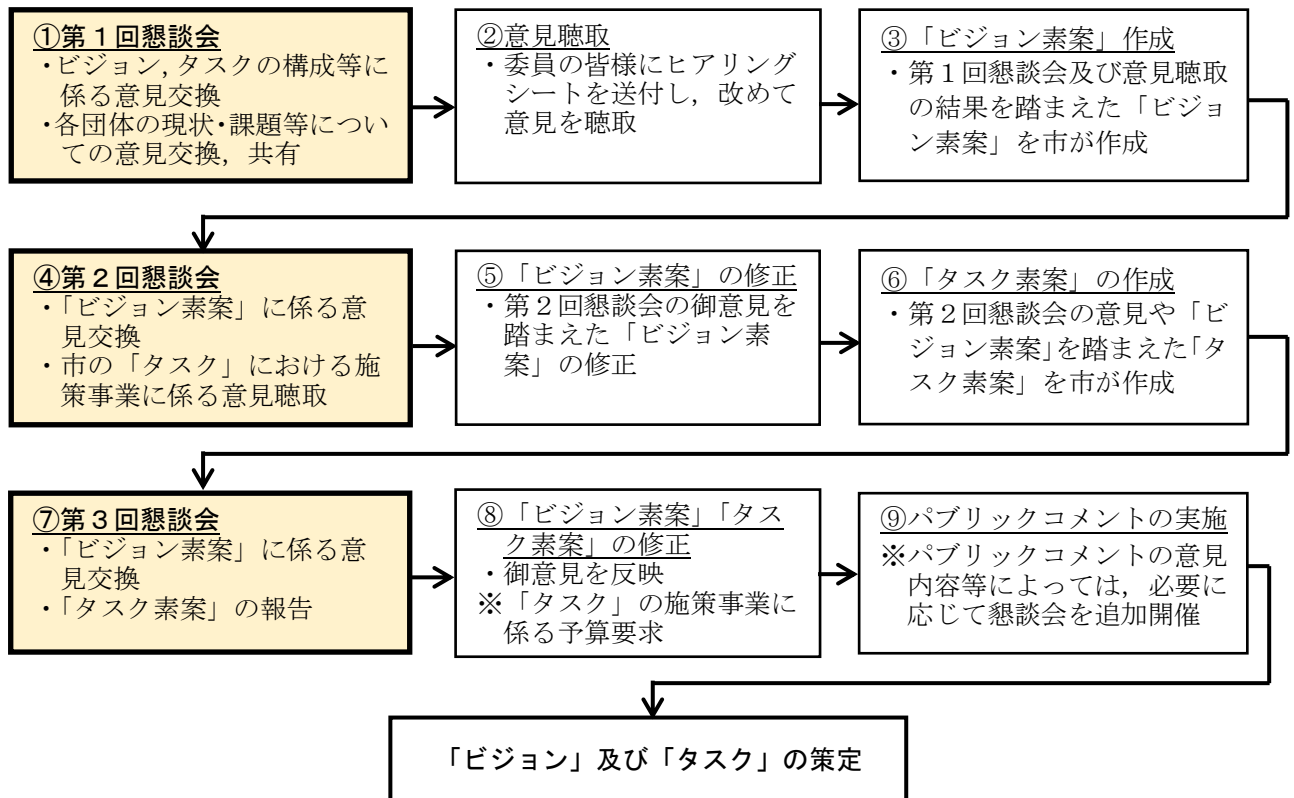 ①第１回懇談会
・ビジョン，タスクの構成等に
係る意見交換
・各団体の現状・課題等につい
ての意見交換，共有
②意見聴取
・委員の皆様にヒアリング
シートを送付し，改めて
意見を聴取
③「ビジョン素案」作成
・第１回懇談会及び意見聴取
の結果を踏まえた「ビジョ
ン素案」を市が作成
④第２回懇談会
・「ビジョン素案」に係る意
見交換
・市の「タスク」における施
策事業に係る意見聴取
⑤「ビジョン素案」の修正
・第２回懇談会の御意見を
踏まえた「ビジョン素
案」の修正
⑥「タスク素案」の作成
・第２回懇談会の意見や「ビ
ジョン素案」を踏まえた「タ
スク素案」を市が作成
⑦第３回懇談会
・「ビジョン素案」に係る意
見交換
・「タスク素案」の報告
⑧「ビジョン素案」「タス
ク素案」の修正
・御意見を反映
※「タスク」の施策事業に
係る予算要求
⑨パブリックコメントの実施
※パブリックコメントの意見
内容等によっては，必要に
応じて懇談会を追加開催
「ビジョン」及び「タスク」の策定